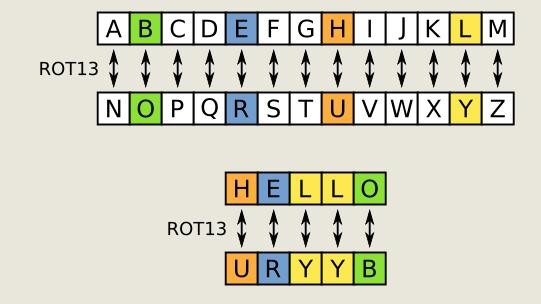 A B C D E F G H I J K L M
ROT13
N O P Q R S T U V W X Y Z
H E L L O
ROT13
U R Y Y B